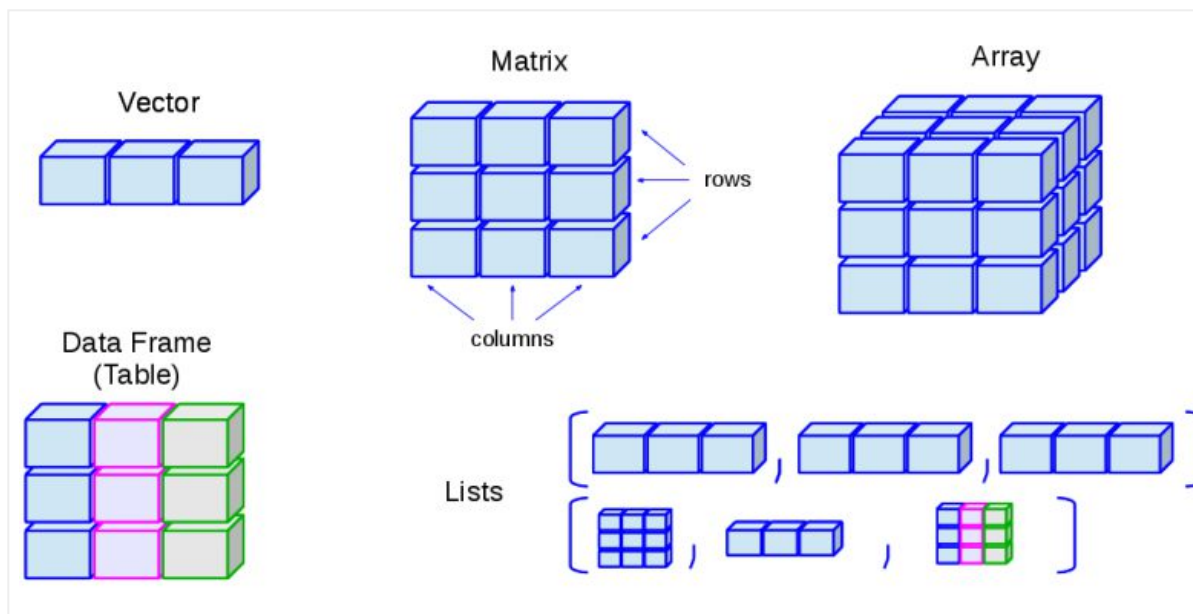 Vector
Matrix
Array
rows
columns
Data Frame
(Table)
Lists